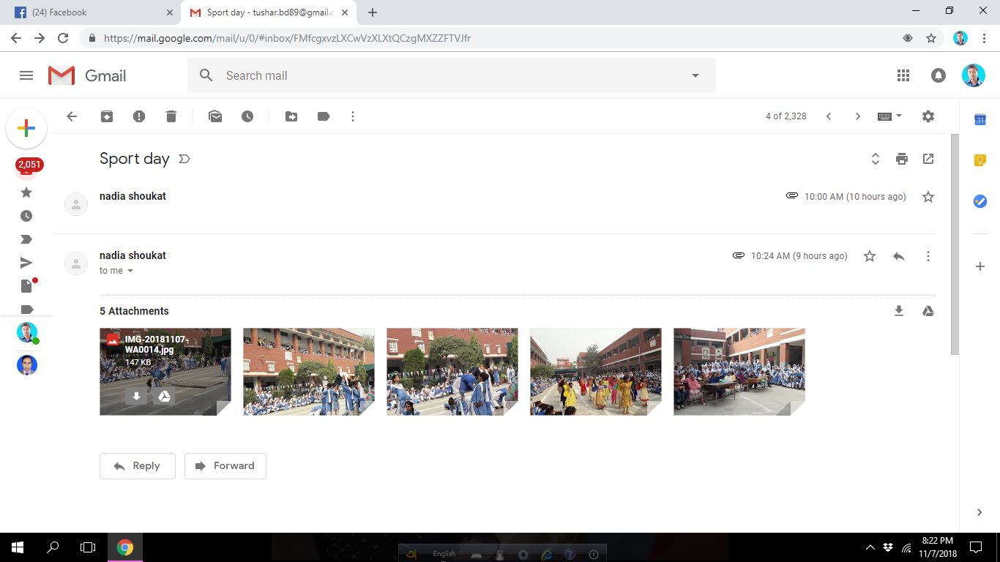 (24) Facebook
Sport day - tushar.bd89@gmail.c
https://mail.google.com/mail/u/0/#inbox/FMfcgxvzLXCwVzXLXtQCzgMXZZFTVJfr
Gmail
Search mail
4 of 2,328
31
2,051
Sport day
nadia shoukat
10:00 AM (10 hours ago)
nadia shoukat
10:24 AM (9 hours ago)
to me
5 Attachments
IMG-20181107-
WA0014.jpg
147 KB
Reply
Forward
English
8:22 PM
11/7/2018